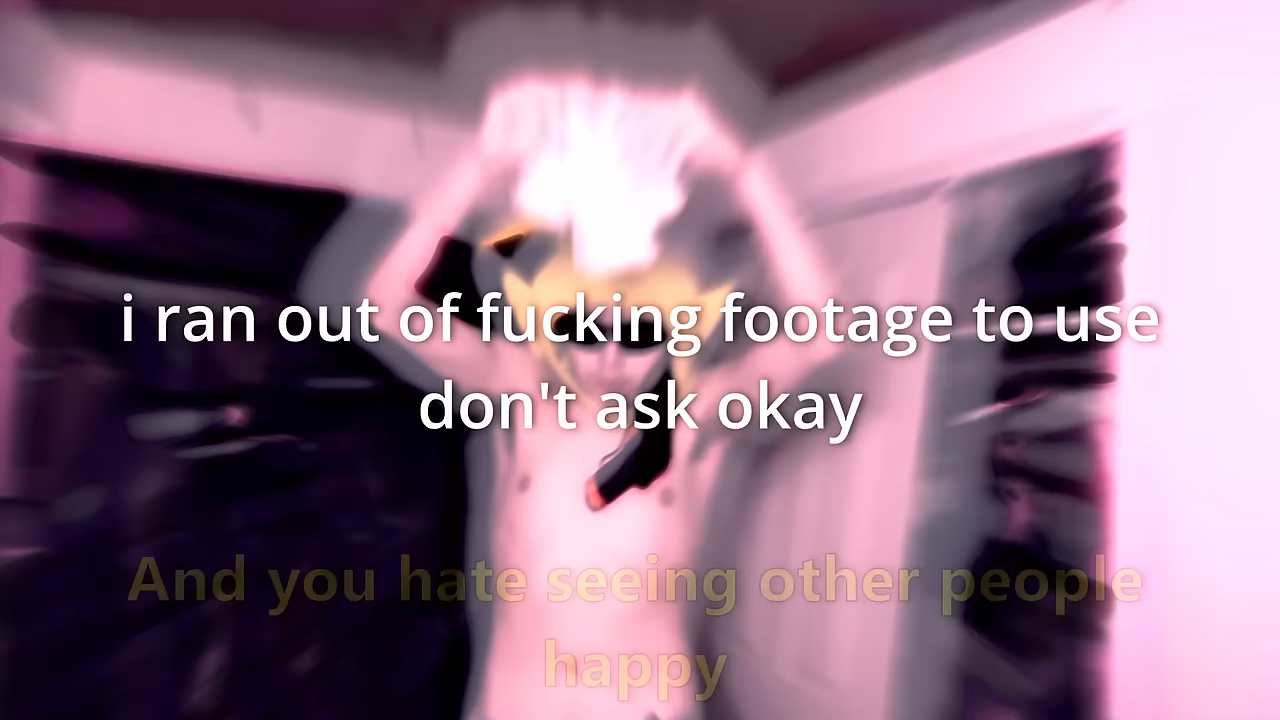 i ran out of fucking footage to use
don't ask okay
And you hate seeing other people
happy